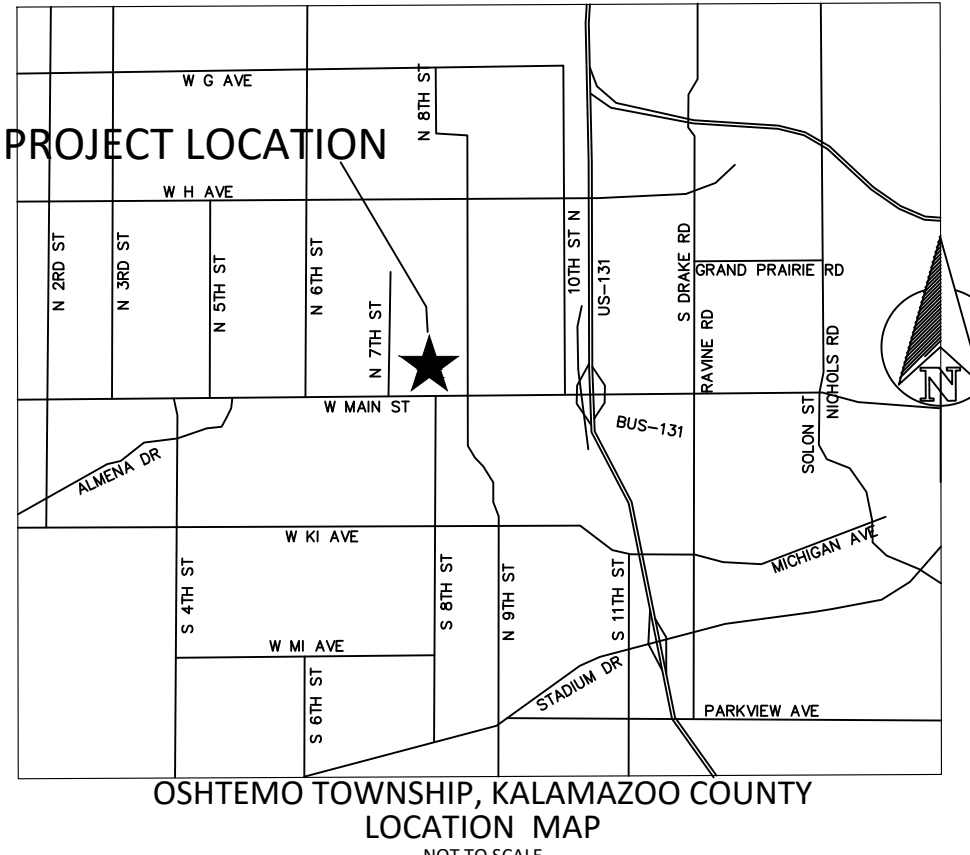 W G AVE
N 8TH ST
PROJECT LOCATION
W H AVE
N 2RD ST
N 3RD ST
N 5TH ST
N 6TH ST
N 7TH ST
10TH ST N
US-131
S DRAKE RD
GRAND PRAIRIE RD
RAVINE RD
NICHOLS RD
SOLON ST
N
W MAIN ST
BUS-131
ALMENA DR
W KI AVE
MICHIGAN AVE
S 4TH ST
S 8TH ST
N 9TH ST
S 11TH ST
W MI AVE
S 6TH ST
STADIUM DR
PARKVIEW AVE
OSHTEMO TOWNSHIP, KALAMAZOO COUNTY
LOCATION MAP
NOT TO SCALE